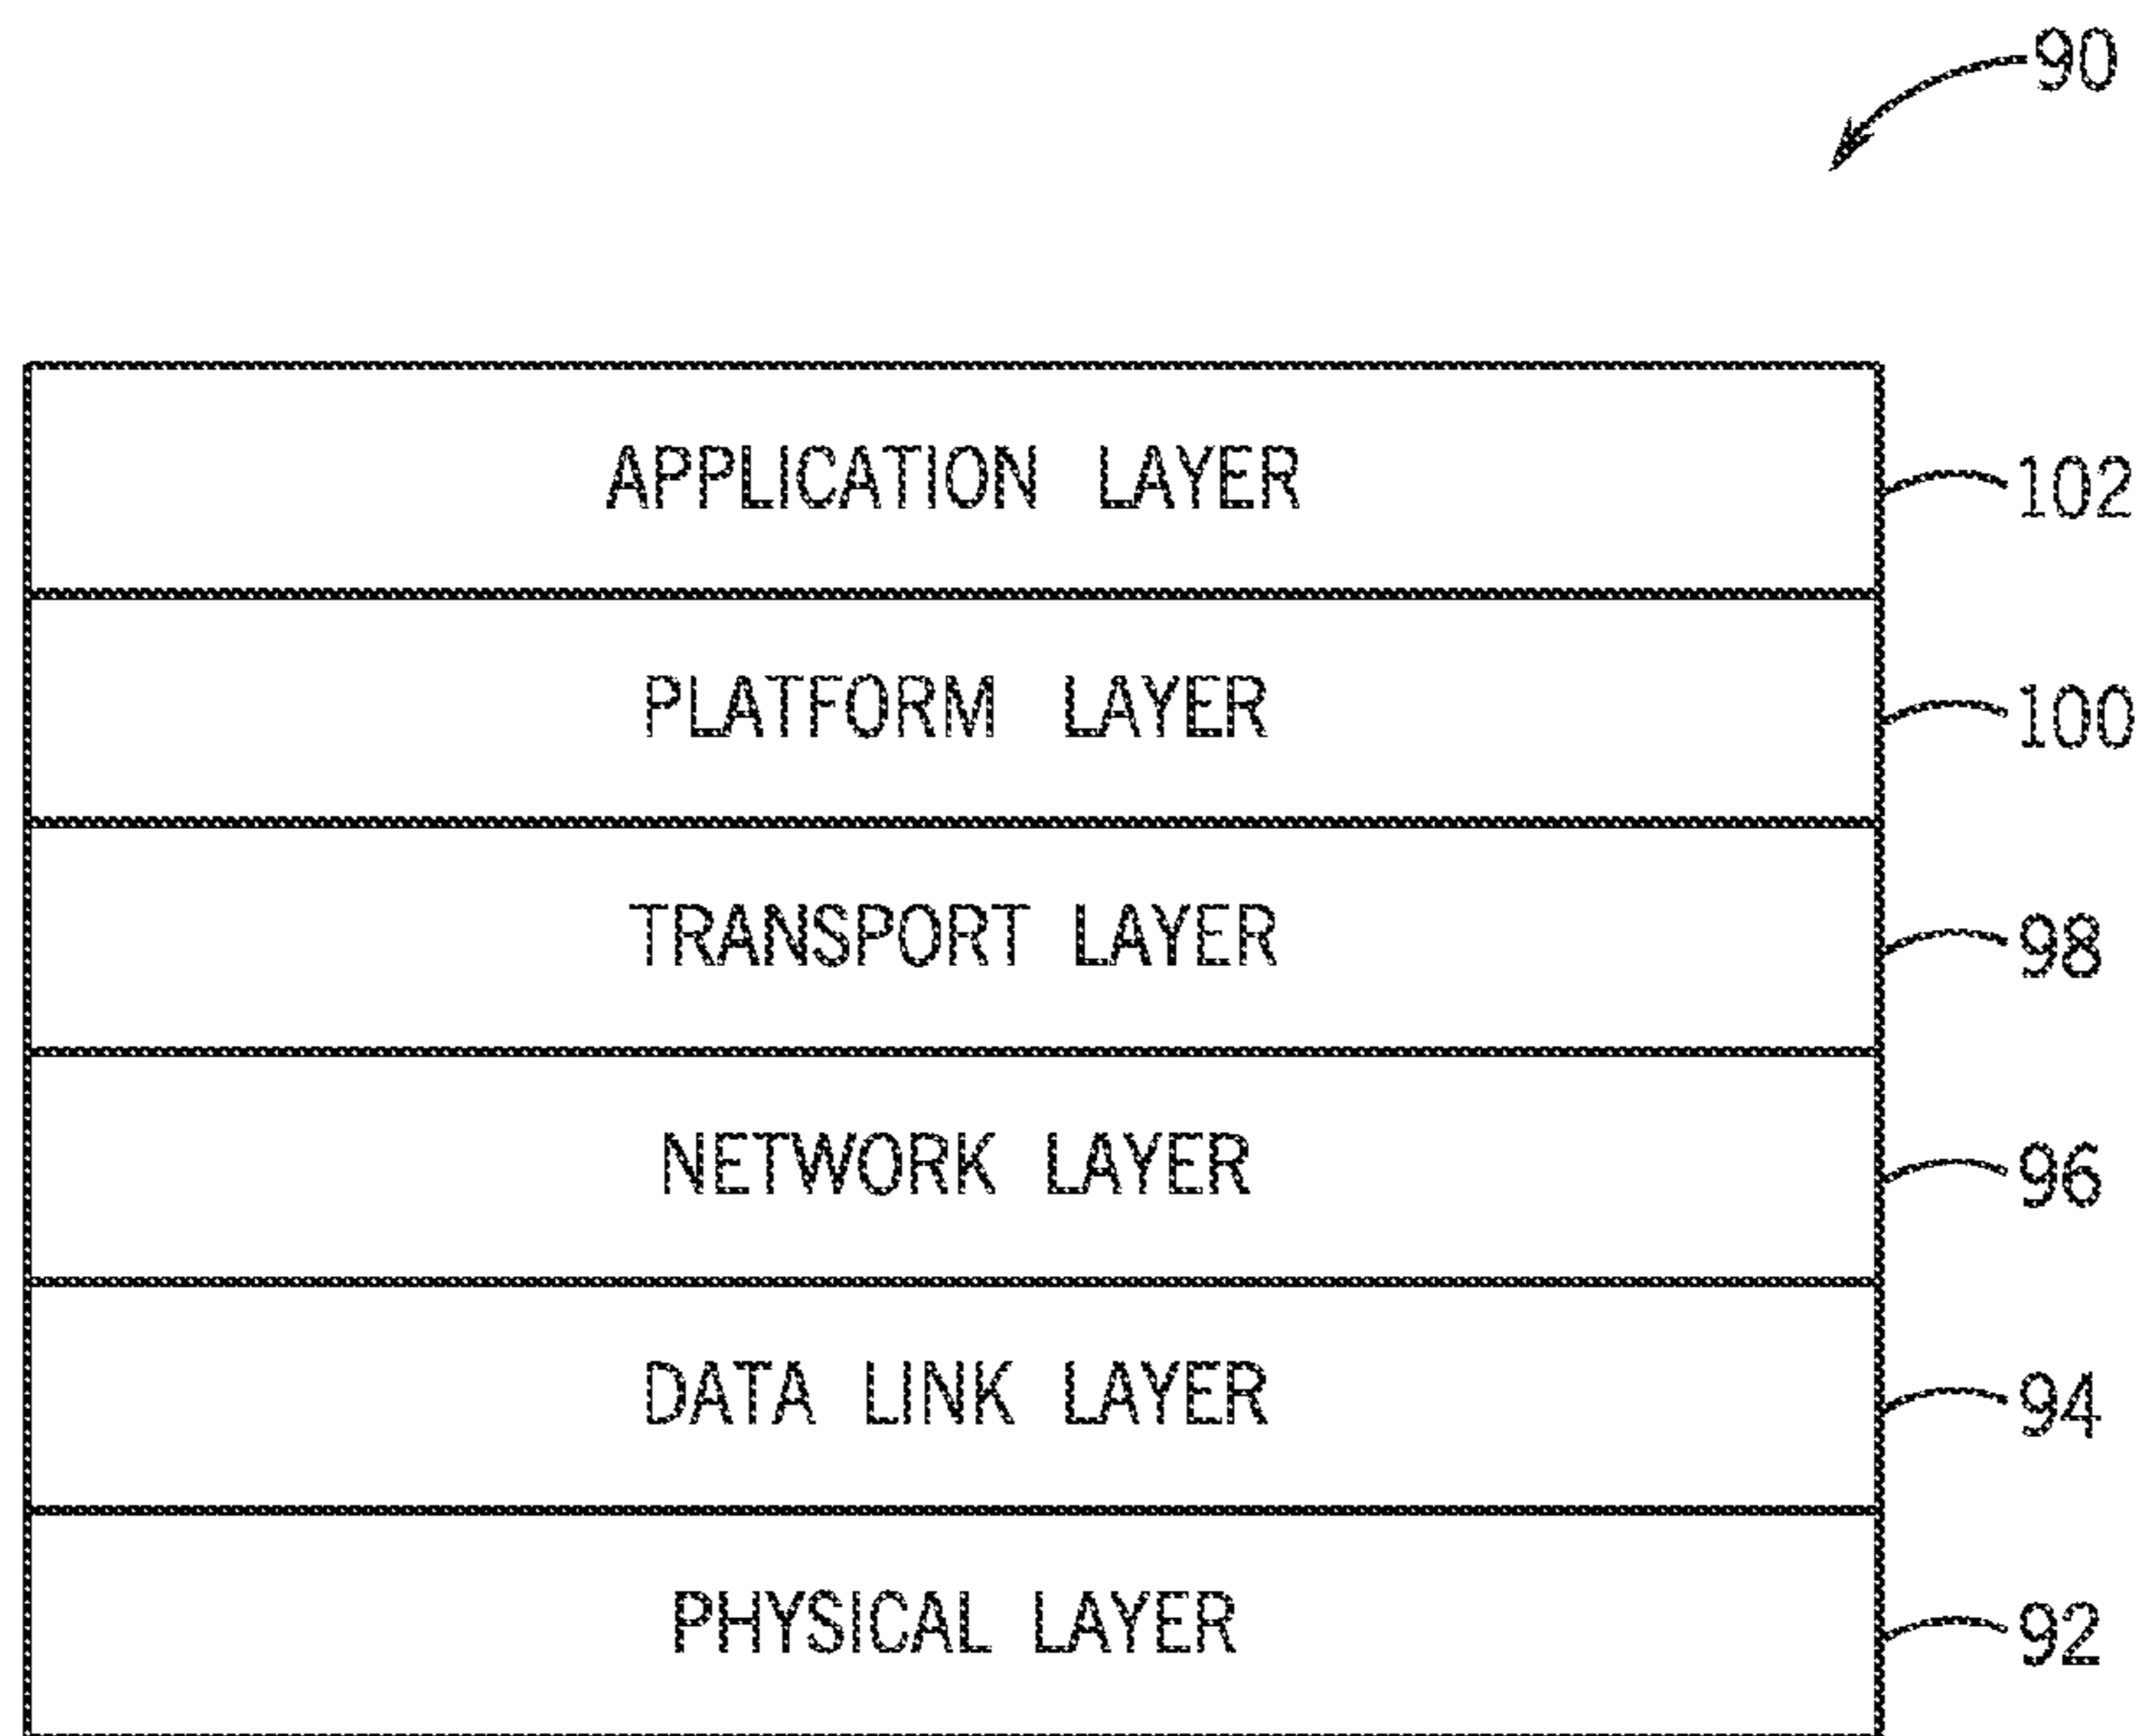 90
APPLICATION LAYER 102
PLATFORM LAYER 100
TRANSPORT LAYER 98
NETWORK LAYER 96
DATA LINK LAYER 94
PHYSICAL LAYER 92